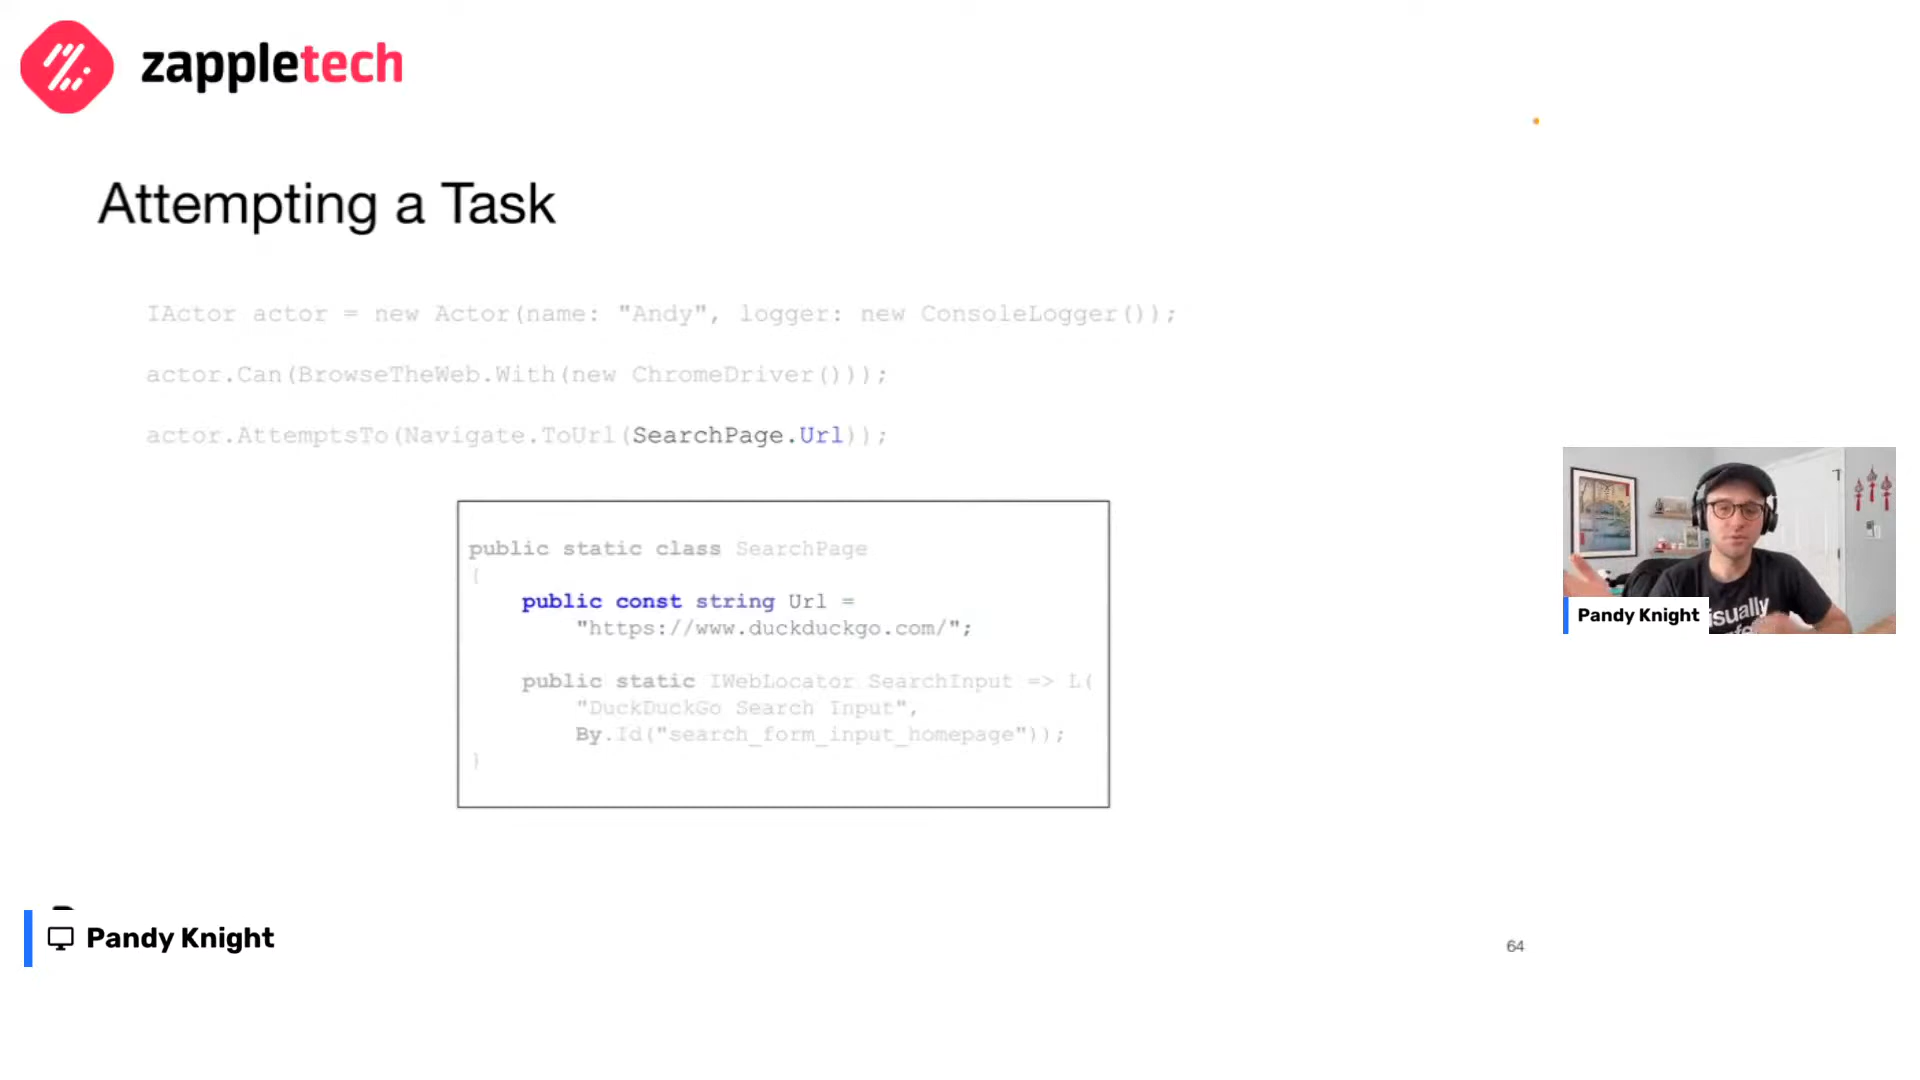 zappletech
Attempting a Task
IActor actor = new Actor(name: "Andy", logger: new ConsoleLogger());
actor.Can(BrowseTheWeb.With(new ChromeDriver()));
actor.AttemptsTo(Navigate.ToUrl(SearchPage.Url));
public static class SearchPage
{
public const string Url =
"https://www.duckduckgo.com/";
public static IWebLocator SearchInput => L(
"DuckDuckGo Search Input",
By.Id("search_form_input_homepage"));
}
Pandy Knight
Pandy Knight
64